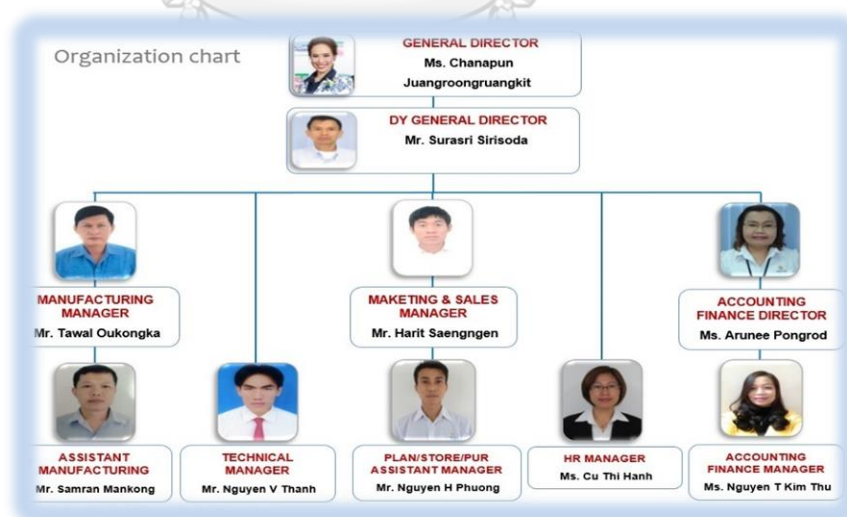 Organization chart
GENERAL DIRECTOR
Ms. Chanapun
Juangroongruangkit
DY GENERAL DIRECTOR
Mr. Surasri Sirisoda
MANUFACTURING
MANAGER
Mr. Tawal Oukongka
MAKETING & SALES
MANAGER
Mr. Harit Saengngen
ACCOUNTING
FINANCE DIRECTOR
Ms. Arunee Pongrod
ASSISTANT
MANUFACTURING
Mr. Samran Mankong
TECHNICAL
MANAGER
Mr. Nguyen V Thanh
PLAN/STORE/PUR
ASSISTANT MANAGER
Mr. Nguyen H Phuong
HR MANAGER
Ms. Cu Thi Hanh
ACCOUNTING
FINANCE MANAGER
Ms. Nguyen T Kim Thu